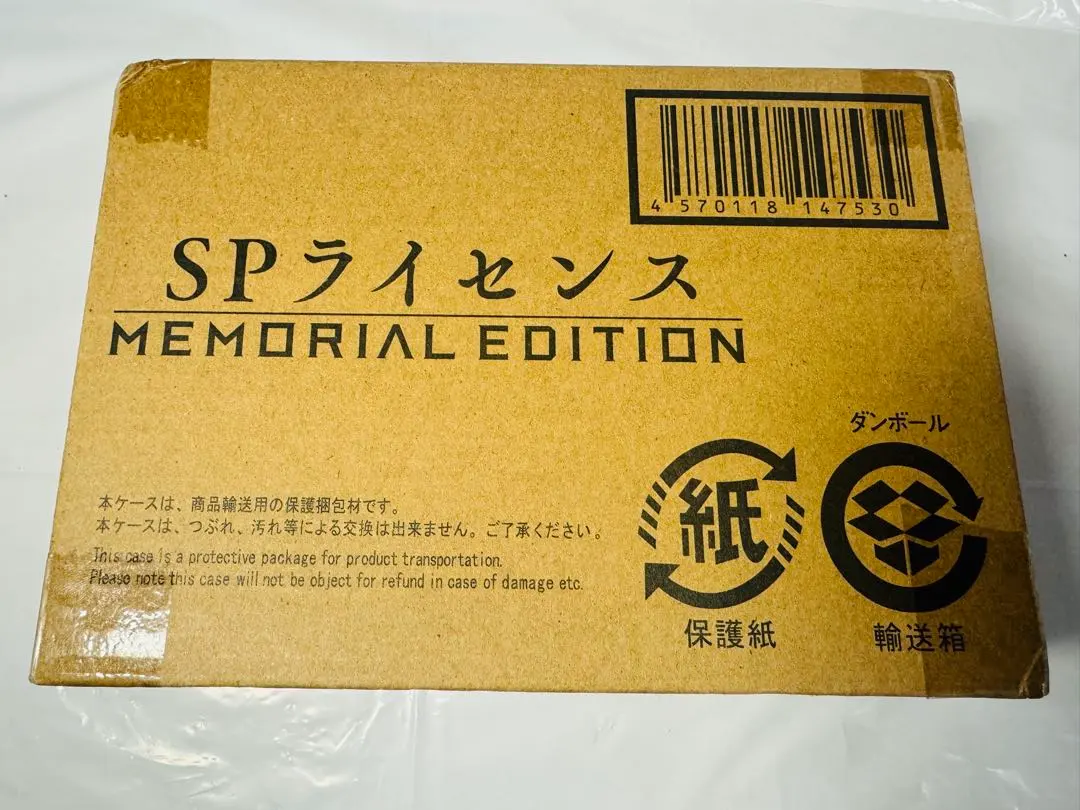 4 570118 147530
SPライセンス
MEMORIAL EDITION
ダンボール
紙
本ケースは、商品輸送用の保護梱包材です。
本ケースは、つぶれ、汚れ等による交換は出来ません。ご了承ください。
This case is a protective package for product transportation.
Please note this case will not be object for refund in case of damage etc.
保護紙
輸送箱